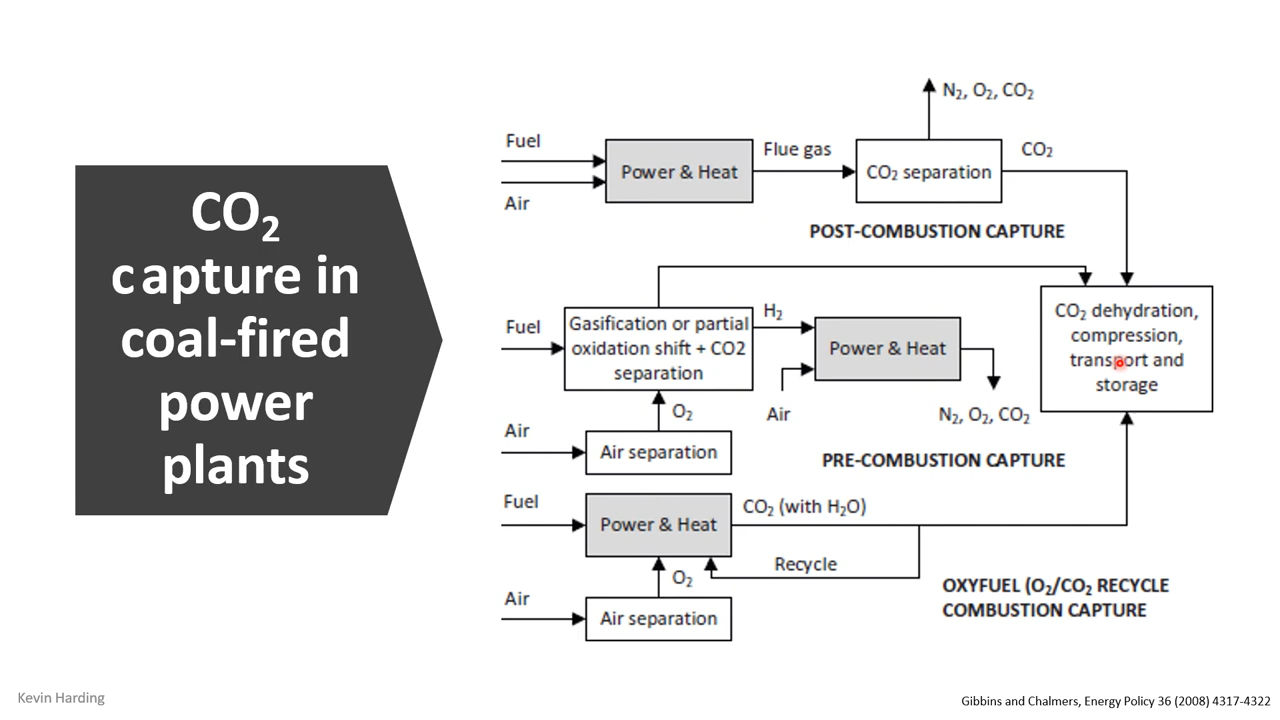 CO₂
capture in
coal-fired
power
plants
N₂, O₂, CO₂
Fuel
Air
Power & Heat
Flue gas
CO₂ separation
CO₂
POST-COMBUSTION CAPTURE
Fuel
Gasification or partial
oxidation shift + CO2
separation
H₂
Power & Heat
Air
N₂, O₂, CO₂
CO₂ dehydration,
compression,
transport and
storage
O₂
Air
Air separation
PRE-COMBUSTION CAPTURE
Fuel
Power & Heat
CO₂ (with H₂O)
Recycle
O₂
Air
Air separation
OXYFUEL (O₂/CO₂ RECYCLE
COMBUSTION CAPTURE
Kevin Harding
Gibbins and Chalmers, Energy Policy 36 (2008) 4317-4322